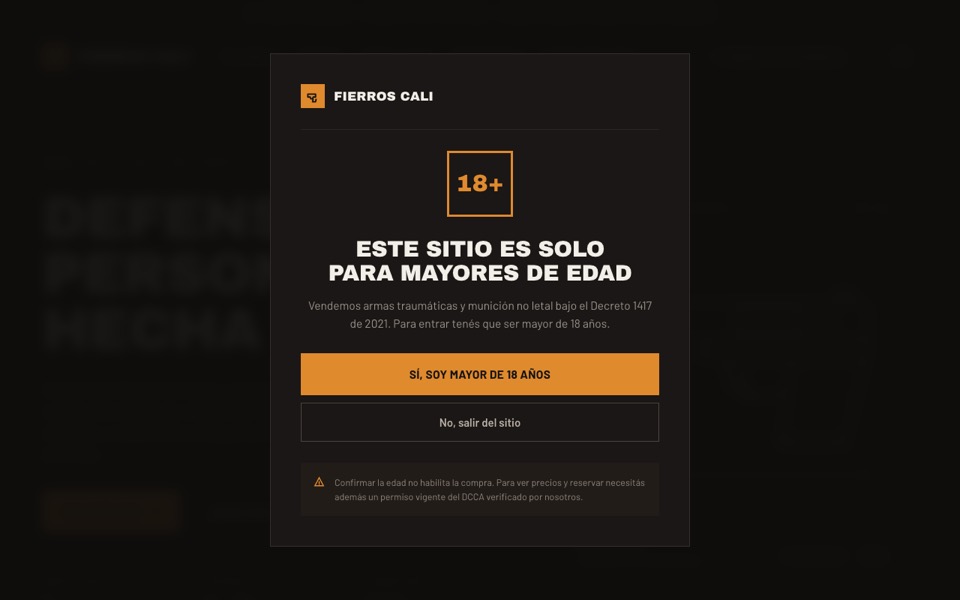 FIERROS CALI
18+
ESTE SITIO ES SOLO
PARA MAYORES DE EDAD
Vendemos armas traumáticas y munición no letal bajo el Decreto 1417
de 2021. Para entrar tenés que ser mayor de 18 años.
SÍ, SOY MAYOR DE 18 AÑOS
No, salir del sitio
Confirmar la edad no habilita la compra. Para ver precios y reservar necesitás
además un permiso vigente del DCCA verificado por nosotros.